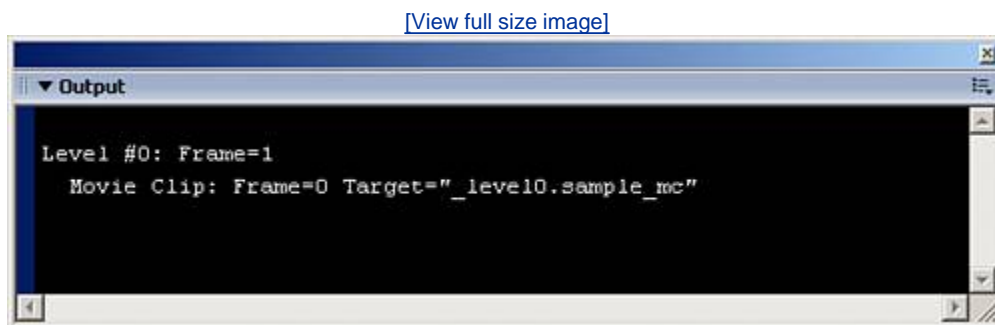 [View full size image]
Output
Level #0: Frame=1
Movie Clip: Frame=0 Target="_level0.sample_mc"